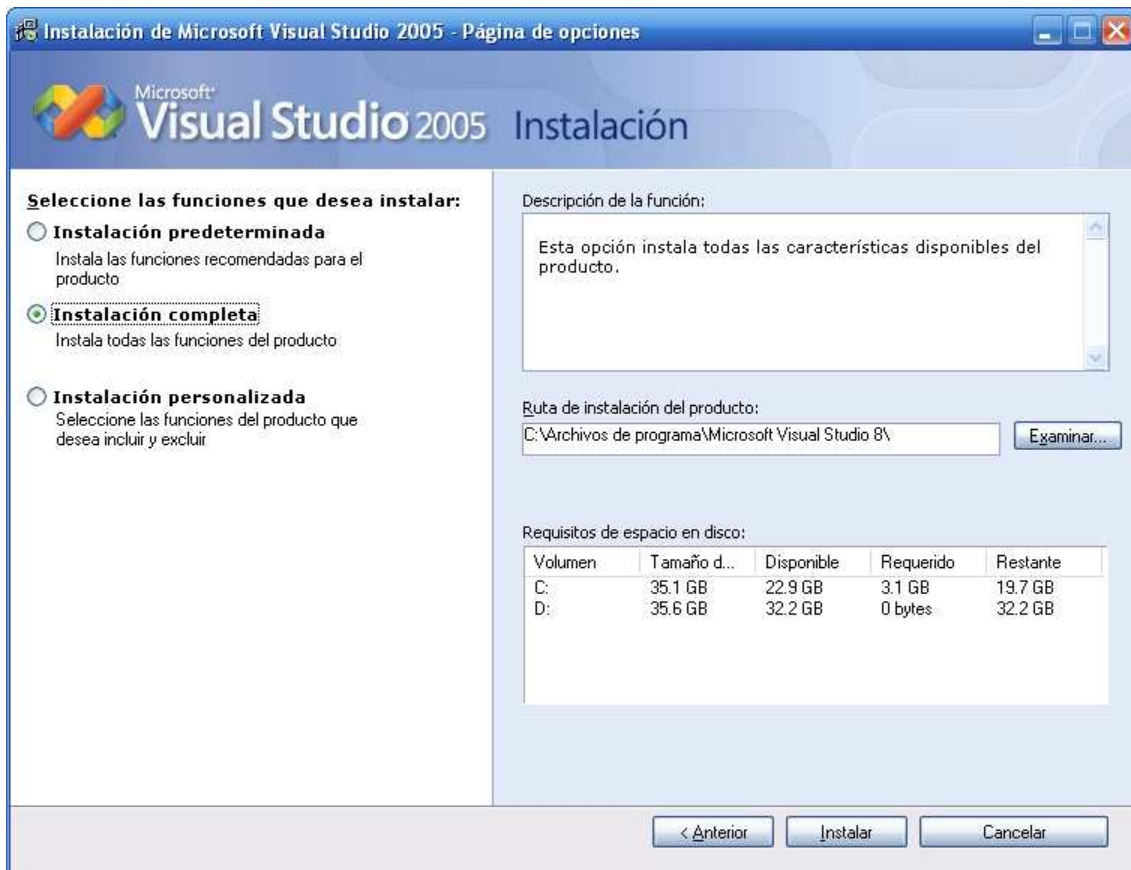 Instalación de Microsoft Visual Studio 2005 - Página de opciones
Microsoft
Visual Studio 2005 Instalación
Seleccione las funciones que desea instalar:
Instalación predeterminada
Instala las funciones recomendadas para el
producto
Instalación completa
Instala todas las funciones del producto
Instalación personalizada
Seleccione las funciones del producto que
desea incluir y excluir
Descripción de la función:
Esta opción instala todas las características disponibles del
producto.
Ruta de instalación del producto:
C:\Archivos de programa\Microsoft Visual Studio 8\
Examinar...
Requisitos de espacio en disco:
Volumen Tamaño d... Disponible Requerido Restante
C: 35.1 GB 22.9 GB 3.1 GB 19.7 GB
D: 35.6 GB 32.2 GB 0 bytes 32.2 GB
< Anterior Instalar Cancelar